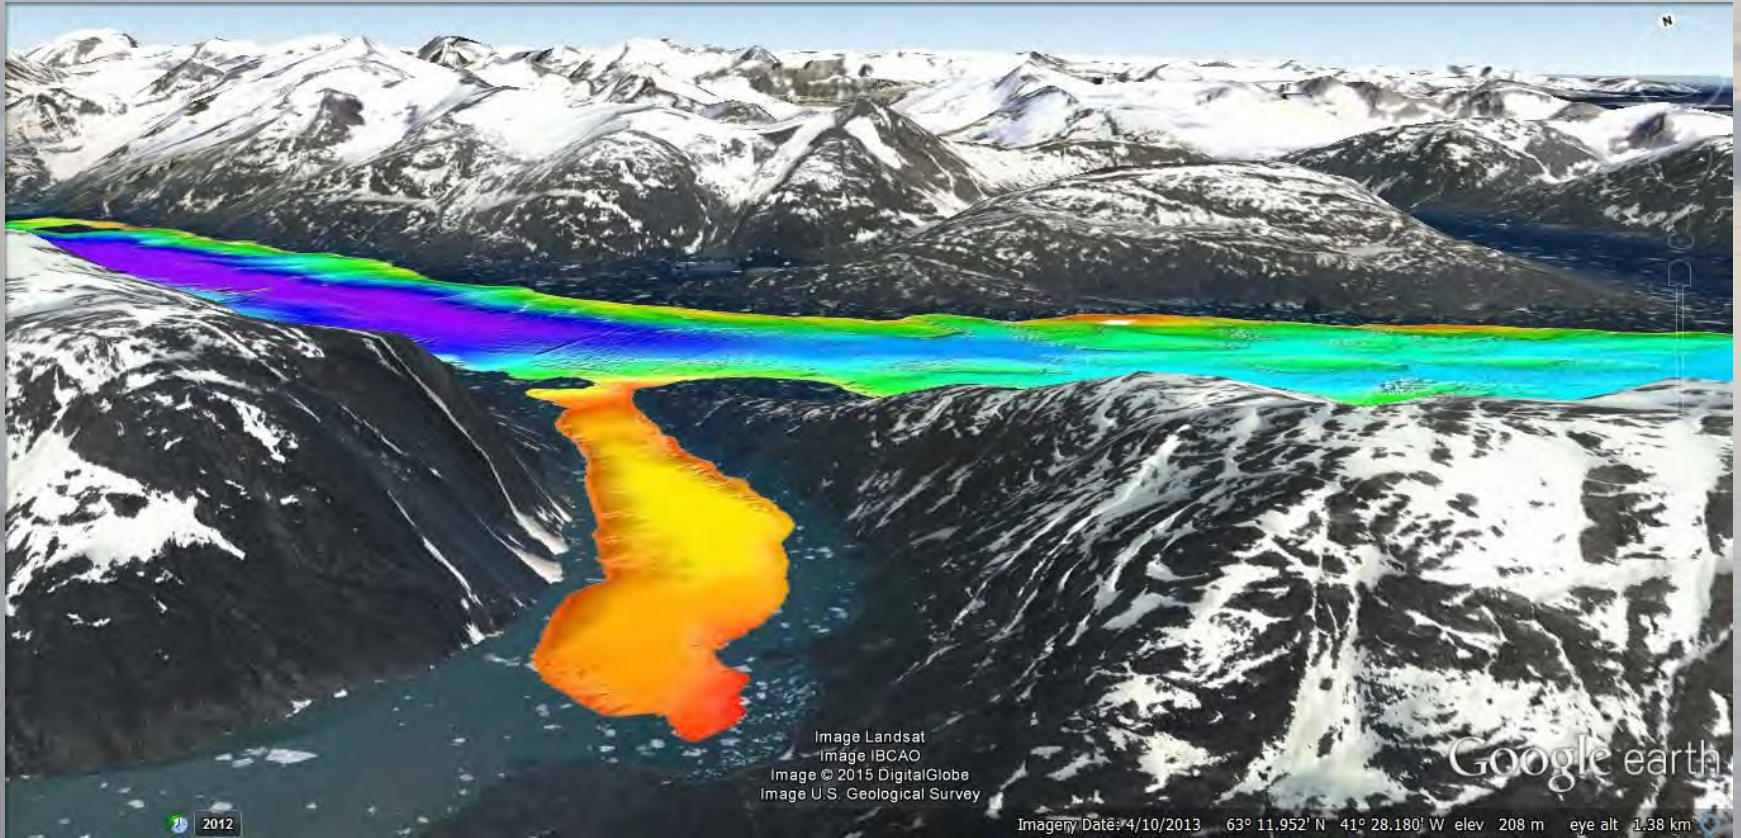 N
Image Landsat
Image IBCAO
Image © 2015 DigitalGlobe
Image U.S. Geological Survey
Google earth
2012
Imagery Date: 4/10/2013 63° 11.952' N 41° 28.180' W elev 208 m eye alt 1.38 km